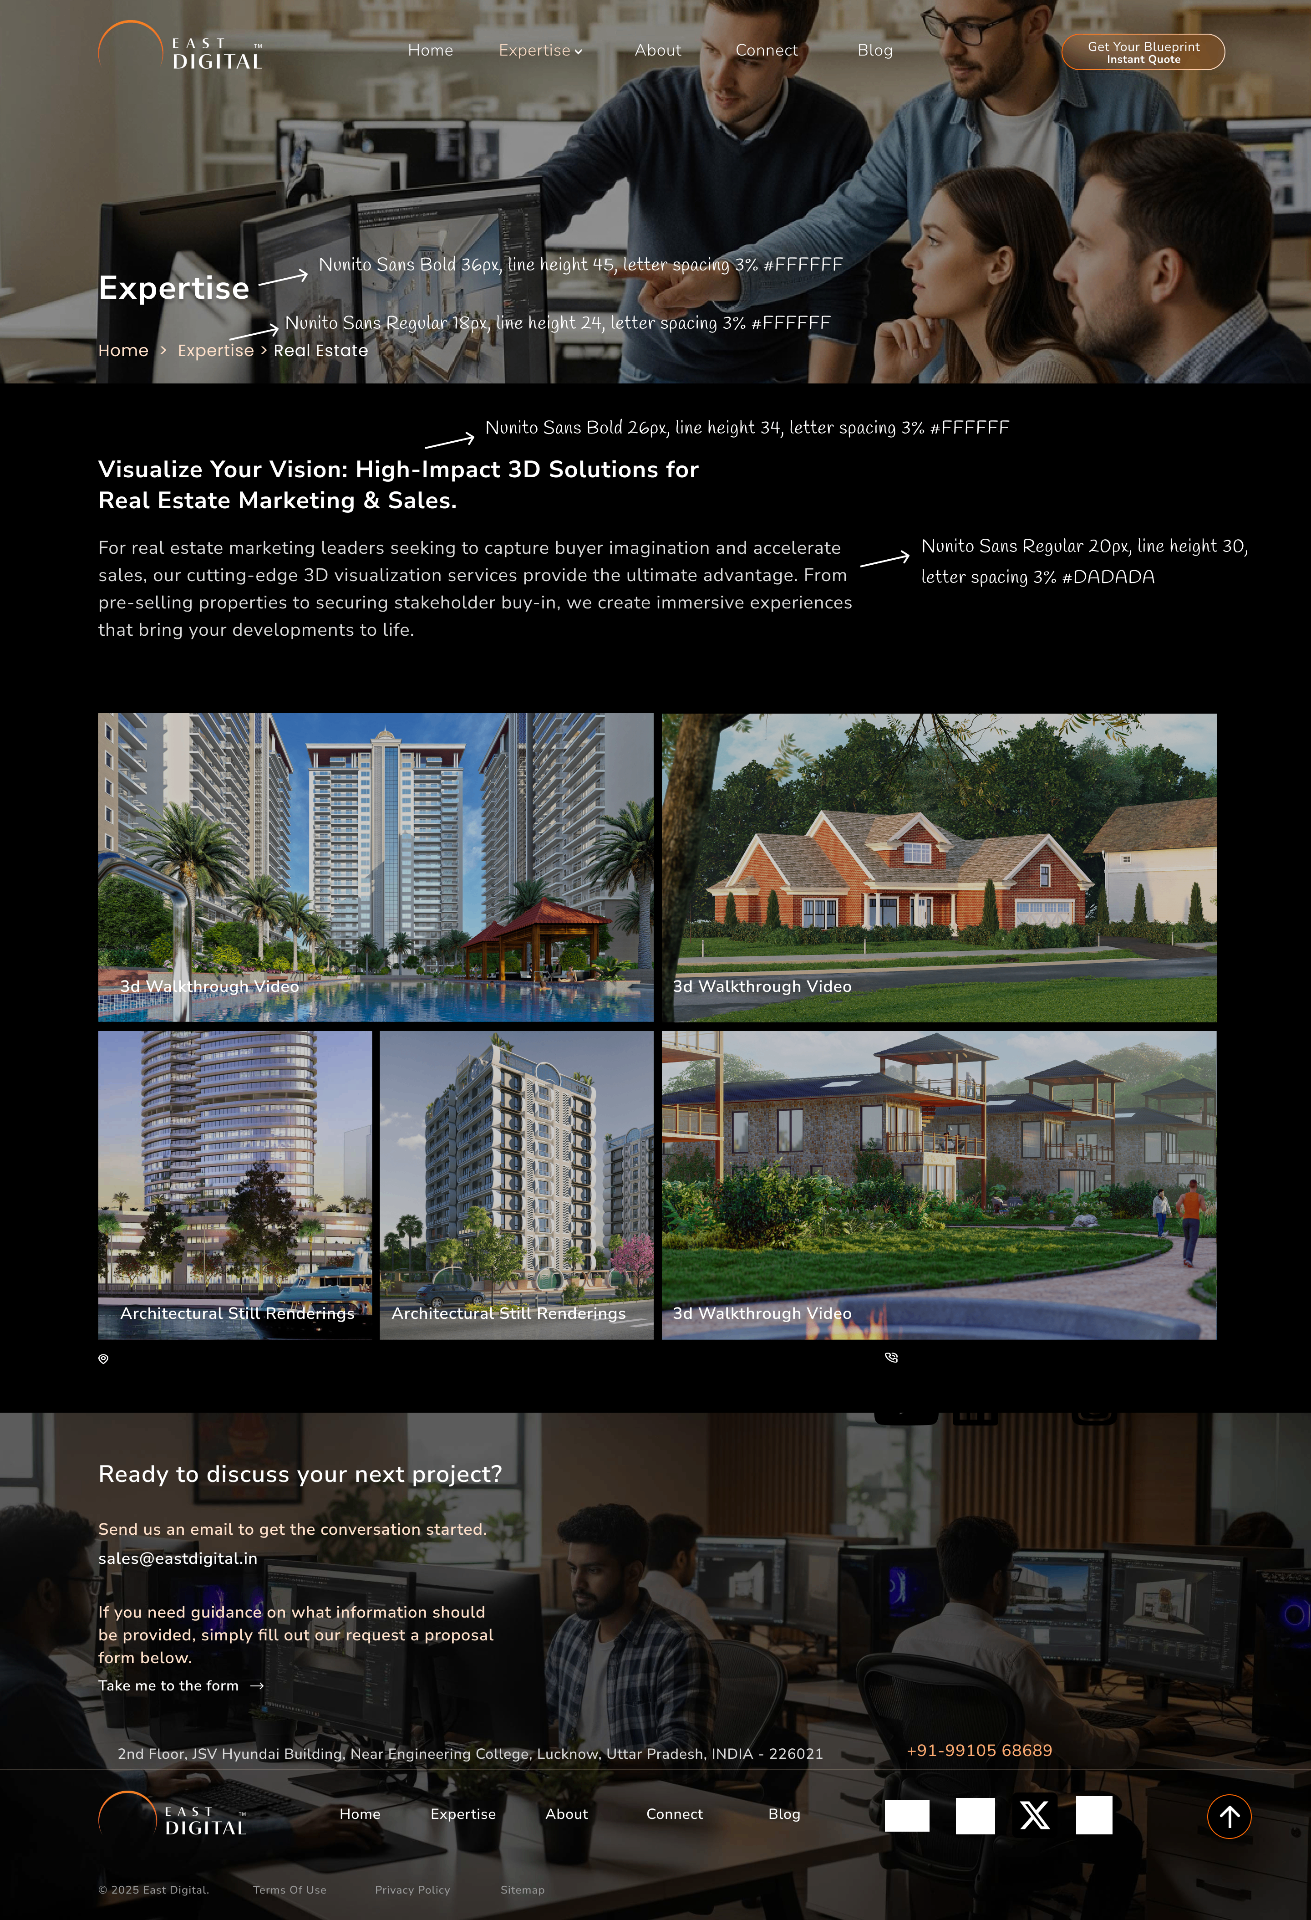 EAST
DIGITAL™
Home Expertise About Connect Blog
Get Your Blueprint
Instant Quote
Nunito Sans Bold 36px, line height 45, letter spacing 3% #FFFFFF
Expertise
Nunito Sans Regular 18px, line height 24, letter spacing 3% #FFFFFF
Home > Expertise > Real Estate
Nunito Sans Bold 26px, line height 34, letter spacing 3% #FFFFFF
Visualize Your Vision: High-Impact 3D Solutions for
Real Estate Marketing & Sales.
For real estate marketing leaders seeking to capture buyer imagination and accelerate
sales, our cutting-edge 3D visualization services provide the ultimate advantage. From
pre-selling properties to securing stakeholder buy-in, we create immersive experiences
that bring your developments to life.
Nunito Sans Regular 20px, line height 30,
letter spacing 3% #DADADA
3d Walkthrough Video
3d Walkthrough Video
Architectural Still Renderings
Architectural Still Renderings
3d Walkthrough Video
Ready to discuss your next project?
Send us an email to get the conversation started.
sales@eastdigital.in
If you need guidance on what information should
be provided, simply fill out our request a proposal
form below.
Take me to the form →
2nd Floor, JSV Hyundai Building, Near Engineering College, Lucknow, Uttar Pradesh, INDIA - 226021
+91-99105 68689
EAST
DIGITAL™
Home Expertise About Connect Blog
X
© 2025 East Digital. Terms Of Use Privacy Policy Sitemap